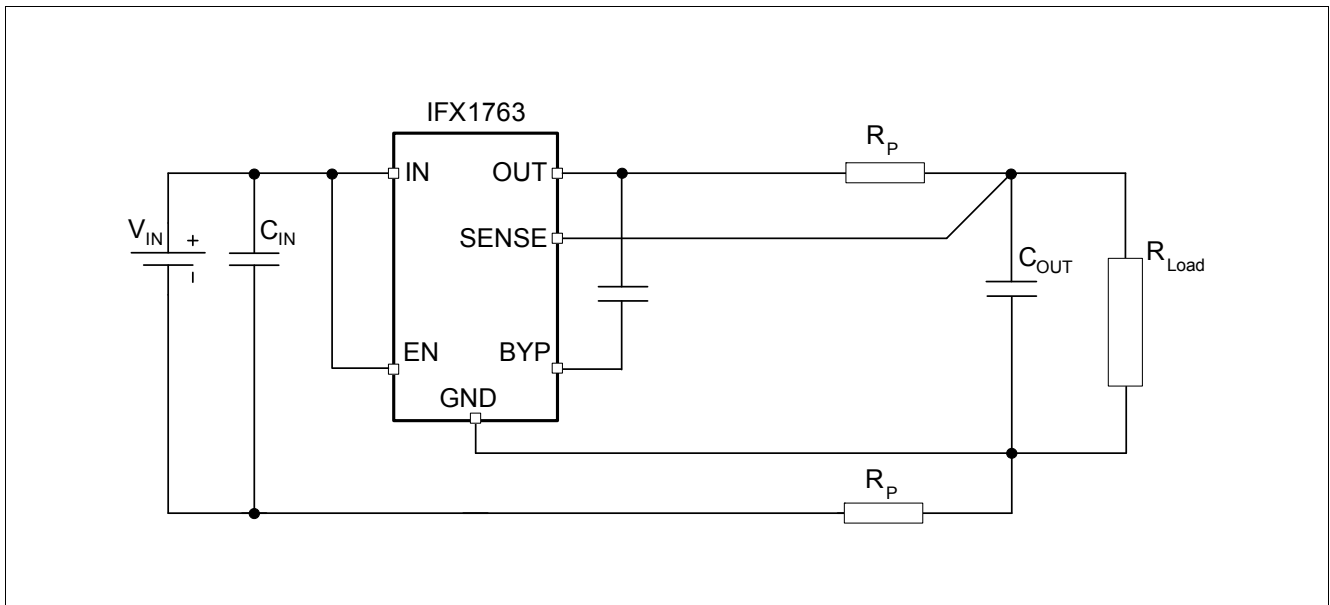 IFX1763
IN
OUT
SENSE
EN
BYP
GND
V_IN
+
–
C_IN
R_P
C_OUT
R_Load
R_P